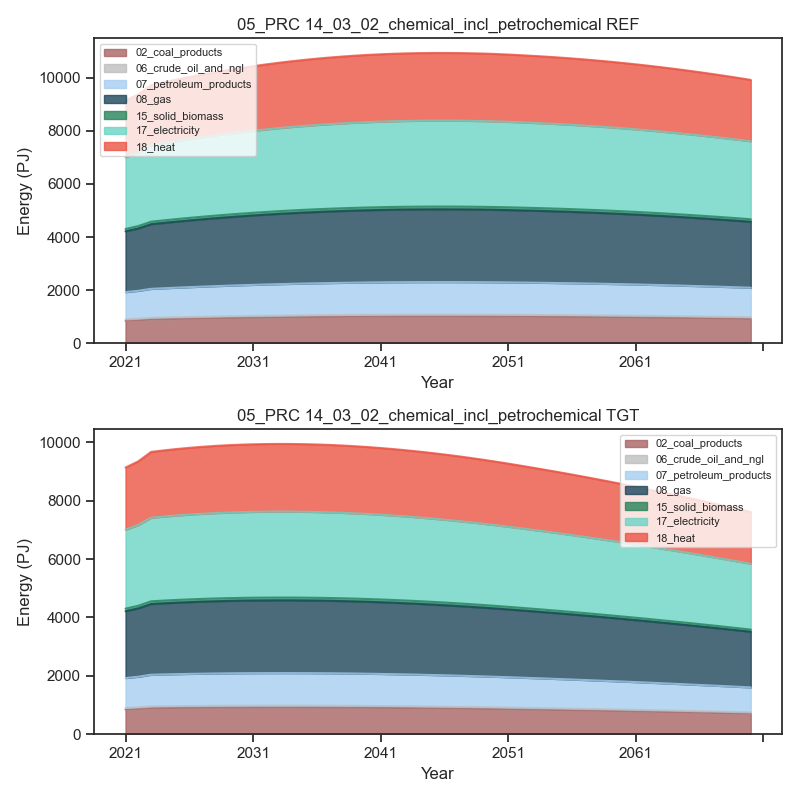 05_PRC 14_03_02_chemical_incl_petrochemical REF
02_coal_products
06_crude_oil_and_ngl
07_petroleum_products
08_gas
15_solid_biomass
17_electricity
18_heat
10000
8000
6000
4000
2000
0
Energy (PJ)
2021 2031 2041 2051 2061
Year
05_PRC 14_03_02_chemical_incl_petrochemical TGT
02_coal_products
06_crude_oil_and_ngl
07_petroleum_products
08_gas
15_solid_biomass
17_electricity
18_heat
10000
8000
6000
4000
2000
0
Energy (PJ)
2021 2031 2041 2051 2061
Year